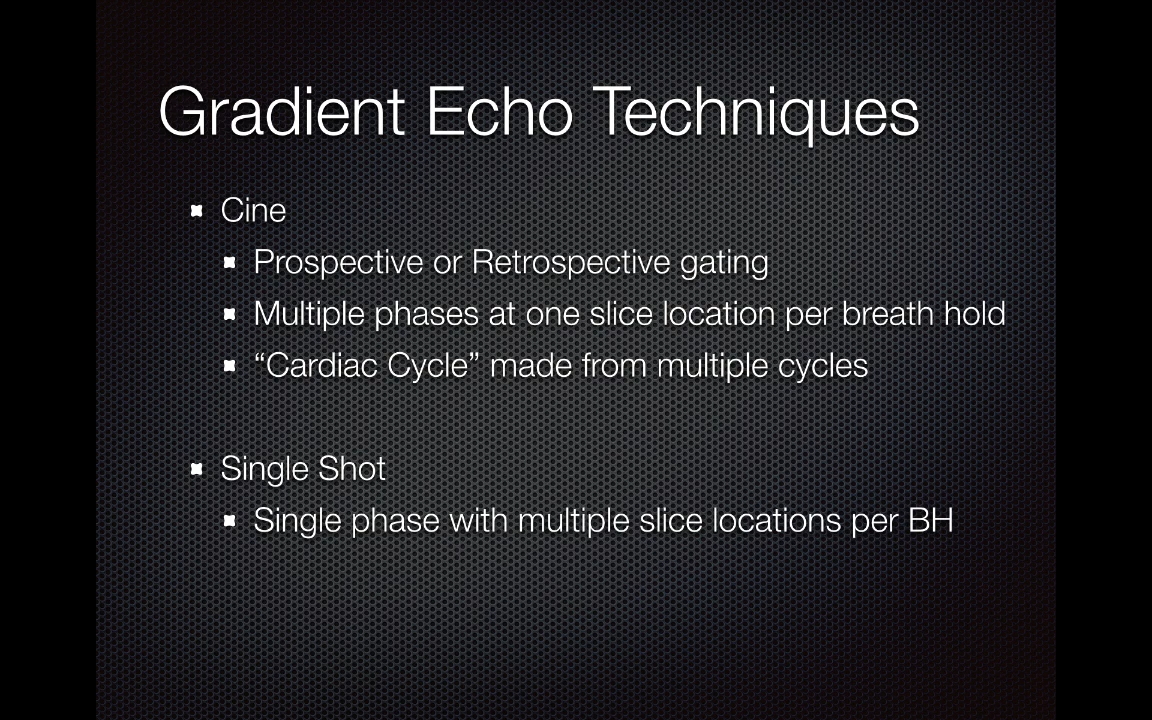 Gradient Echo Techniques
Cine
Prospective or Retrospective gating
Multiple phases at one slice location per breath hold
“Cardiac Cycle” made from multiple cycles
Single Shot
Single phase with multiple slice locations per BH